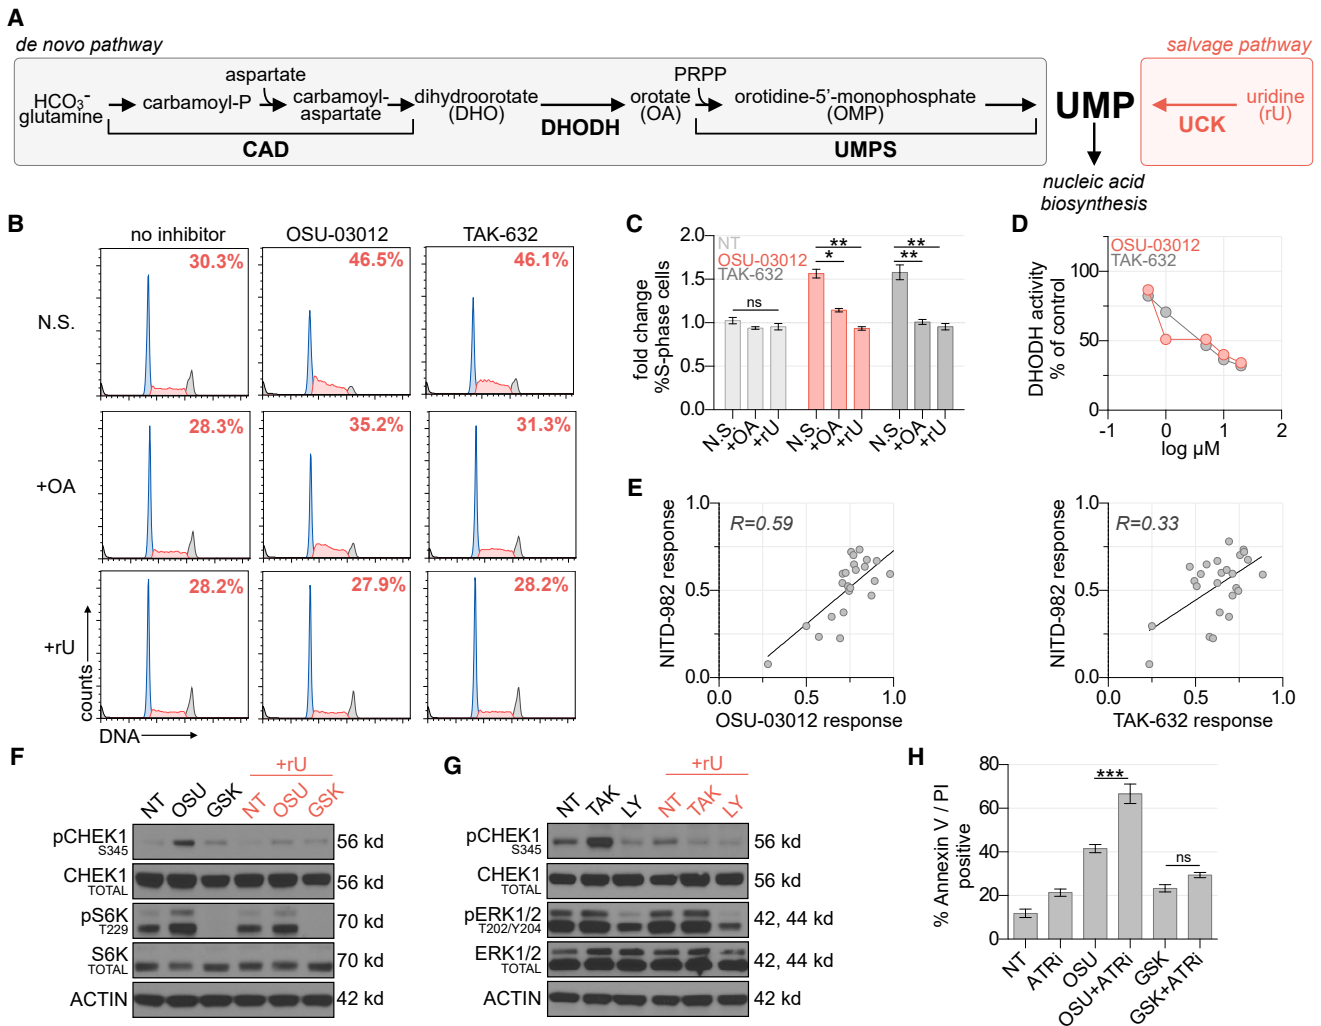 A
de novo pathway
salvage pathway
aspartate
PRPP
HCO3-
glutamine
carbamoyl-P
carbamoyl-
aspartate
dihydroorotate
(DHO)
DHODH
orotate
(OA)
orotidine-5'-monophosphate
(OMP)
UMP
UCK
uridine
(rU)
CAD
UMPS
nucleic acid
biosynthesis
B
no inhibitor
OSU-03012
TAK-632
N.S.
30.3%
46.5%
46.1%
+OA
28.3%
35.2%
31.3%
+rU
28.2%
27.9%
28.2%
counts
DNA
C
fold change
%S-phase cells
2.0
1.5
1.0
0.5
0.0
NT
OSU-03012
TAK-632
ns
**
*
**
**
N.S.
+OA
+rU
N.S.
+OA
+rU
N.S.
+OA
+rU
D
OSU-03012
TAK-632
DHODH activity
% of control
100
50
0
-1
0
1
2
log µM
E
NITD-982 response
1.0
0.5
0.0
R=0.59
0.0
0.5
1.0
OSU-03012 response
NITD-982 response
1.0
0.5
0.0
R=0.33
0.0
0.5
1.0
TAK-632 response
F
+rU
NT
OSU
GSK
NT
OSU
GSK
pCHEK1
S345
56 kd
CHEK1
TOTAL
56 kd
pS6K
T229
70 kd
S6K
TOTAL
70 kd
ACTIN
42 kd
G
+rU
NT
TAK
LY
NT
TAK
LY
pCHEK1
S345
56 kd
CHEK1
TOTAL
56 kd
pERK1/2
T202/Y204
42, 44 kd
ERK1/2
TOTAL
42, 44 kd
ACTIN
42 kd
H
% Annexin V / PI
positive
80
60
40
20
0
***
ns
NT
ATRi
OSU
OSU+ATRi
GSK
GSK+ATRi